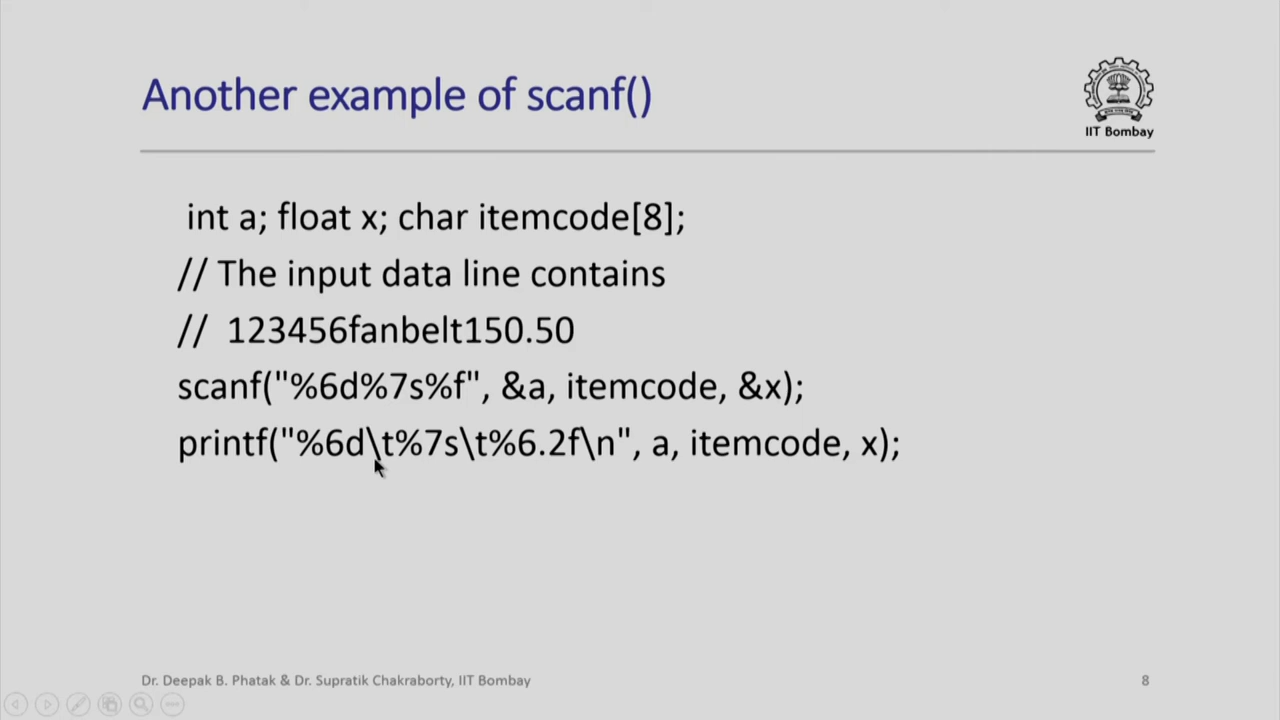 Another example of scanf()
IIT Bombay
int a; float x; char itemcode[8];
// The input data line contains
// 123456fanbelt150.50
scanf("%6d%7s%f", &a, itemcode, &x);
printf("%6d\t%7s\t%6.2f\n", a, itemcode, x);
Dr. Deepak B. Phatak & Dr. Supratik Chakraborty, IIT Bombay
8